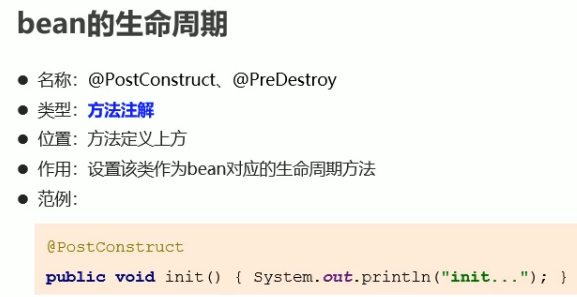 bean的生命周期
● 名称：@PostConstruct、@PreDestroy
● 类型：方法注解
● 位置：方法定义上方
● 作用：设置该类作为bean对应的生命周期方法
● 范例：
@PostConstruct
public void init() { System.out.println("init..."); }